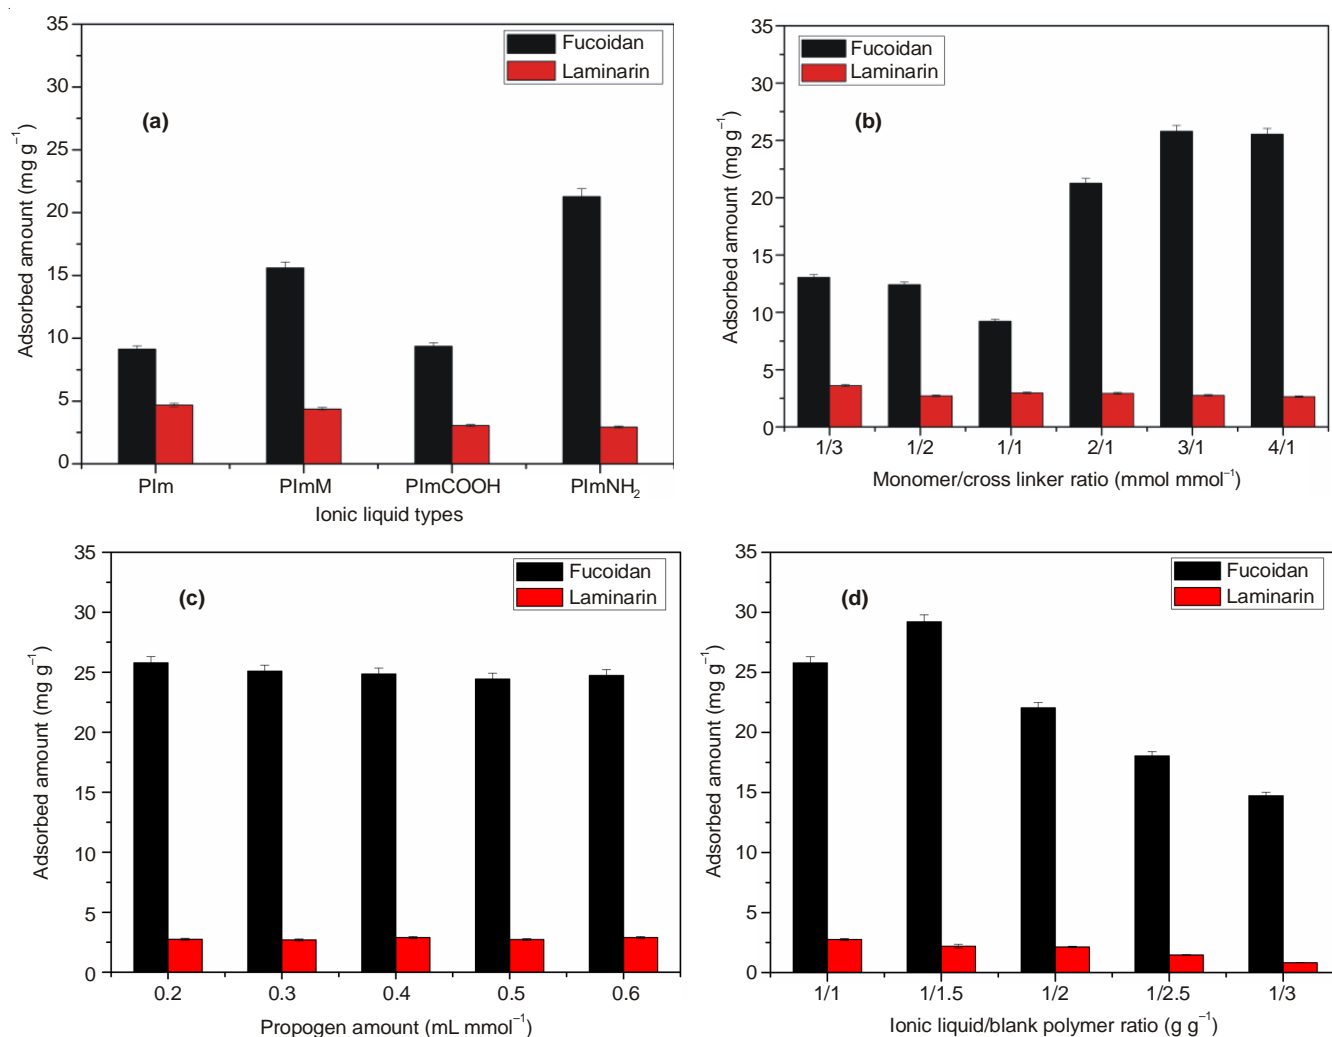 35
30
25
20
15
10
5
0
Adsorbed amount (mg g⁻¹)
(a)
Fucoidan
Laminarin
PIm PImM PImCOOH PImNH₂
Ionic liquid types
35
30
25
20
15
10
5
0
Adsorbed amount (mg g⁻¹)
Fucoidan
Laminarin
(b)
1/3 1/2 1/1 2/1 3/1 4/1
Monomer/cross linker ratio (mmol mmol⁻¹)
35
30
25
20
15
10
5
0
Adsorbed amount (mg g⁻¹)
(c)
Fucoidan
Laminarin
0.2 0.3 0.4 0.5 0.6
Propogen amount (mL mmol⁻¹)
35
30
25
20
15
10
5
0
Adsorbed amount (mg g⁻¹)
(d)
Fucoidan
Laminarin
1/1 1/1.5 1/2 1/2.5 1/3
Ionic liquid/blank polymer ratio (g g⁻¹)